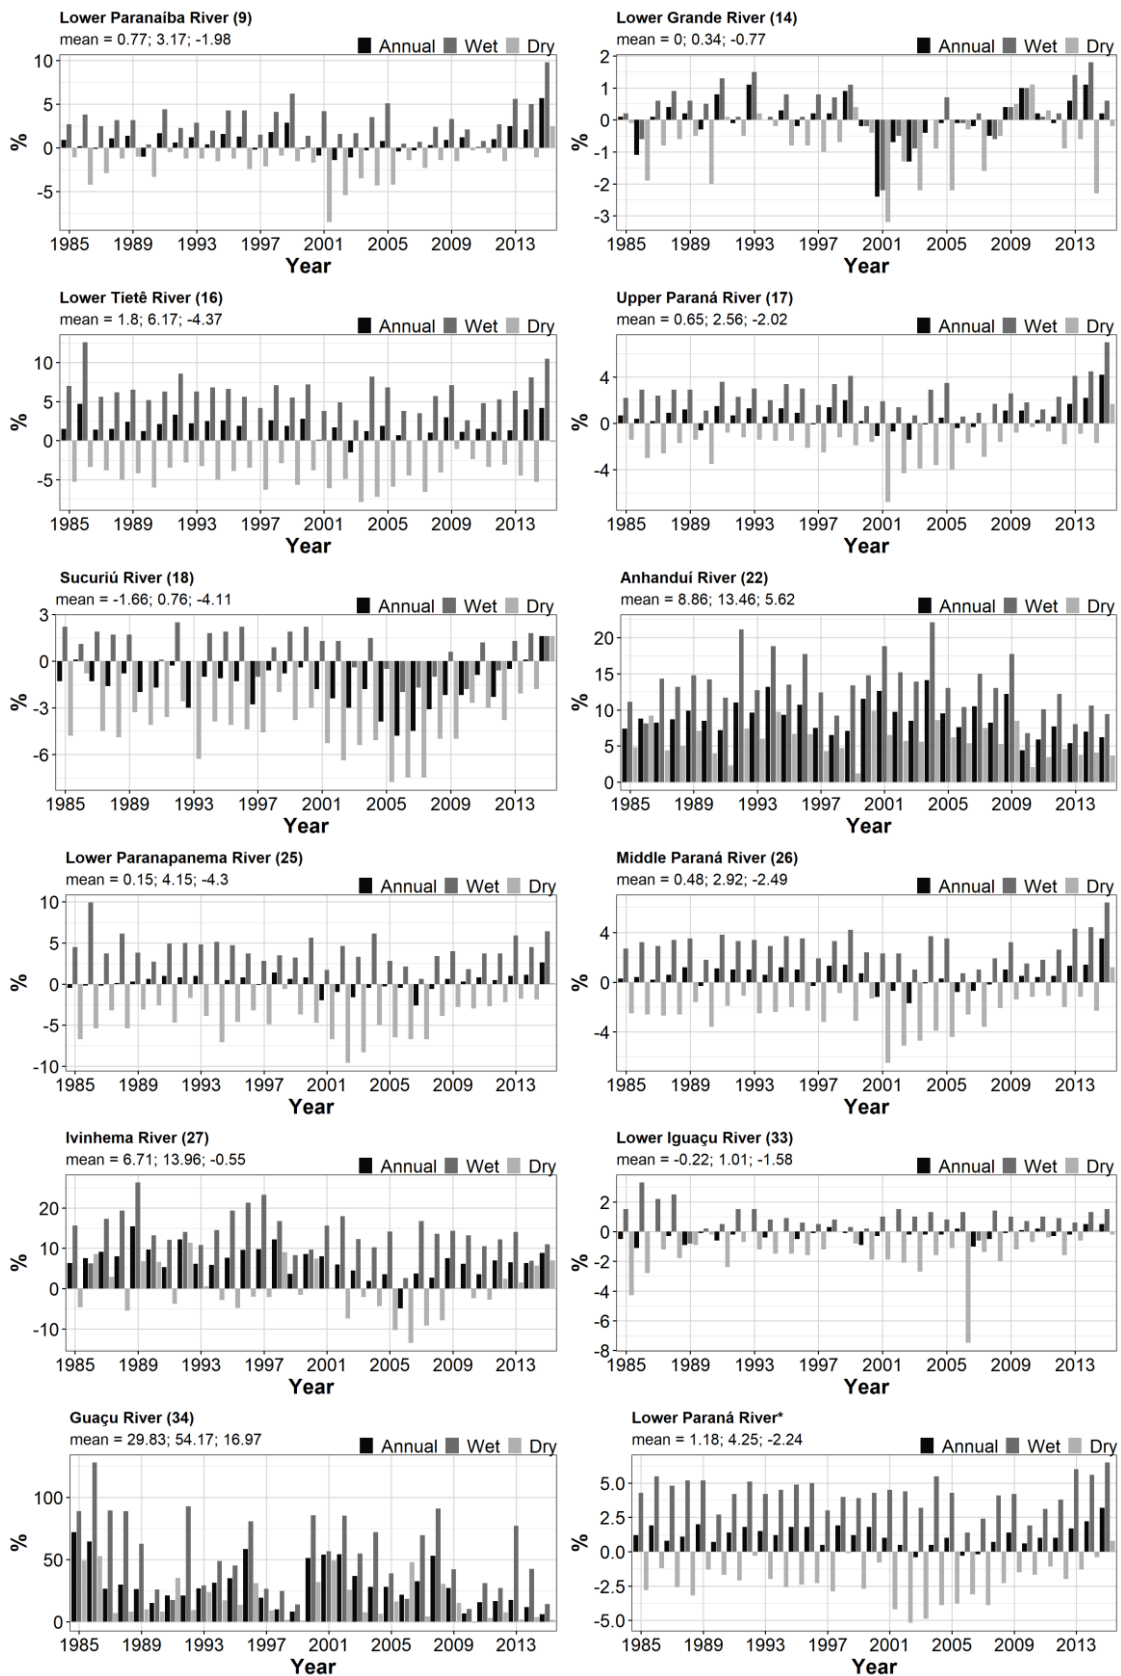 Lower Paranaíba River (9)
mean = 0.77; 3.17; -1.98
Annual Wet Dry
10
5
0
-5
%
1985 1989 1993 1997 2001 2005 2009 2013
Year
Lower Grande River (14)
mean = 0; 0.34; -0.77
Annual Wet Dry
2
1
0
-1
-2
-3
%
1985 1989 1993 1997 2001 2005 2009 2013
Year
Lower Tietê River (16)
mean = 1.8; 6.17; -4.37
Annual Wet Dry
10
5
0
-5
%
1985 1989 1993 1997 2001 2005 2009 2013
Year
Upper Paraná River (17)
mean = 0.65; 2.56; -2.02
Annual Wet Dry
4
0
-4
%
1985 1989 1993 1997 2001 2005 2009 2013
Year
Sucuriú River (18)
mean = -1.66; 0.76; -4.11
Annual Wet Dry
3
0
-3
-6
%
1985 1989 1993 1997 2001 2005 2009 2013
Year
Anhanduí River (22)
mean = 8.86; 13.46; 5.62
Annual Wet Dry
20
15
10
5
0
%
1985 1989 1993 1997 2001 2005 2009 2013
Year
Lower Paranapanema River (25)
mean = 0.15; 4.15; -4.3
Annual Wet Dry
10
5
0
-5
-10
%
1985 1989 1993 1997 2001 2005 2009 2013
Year
Middle Paraná River (26)
mean = 0.48; 2.92; -2.49
Annual Wet Dry
4
0
-4
%
1985 1989 1993 1997 2001 2005 2009 2013
Year
Ivinhema River (27)
mean = 6.71; 13.96; -0.55
Annual Wet Dry
20
10
0
-10
%
1985 1989 1993 1997 2001 2005 2009 2013
Year
Lower Iguaçu River (33)
mean = -0.22; 1.01; -1.58
Annual Wet Dry
2
0
-2
-4
-6
-8
%
1985 1989 1993 1997 2001 2005 2009 2013
Year
Guaçu River (34)
mean = 29.83; 54.17; 16.97
Annual Wet Dry
100
50
0
%
1985 1989 1993 1997 2001 2005 2009 2013
Year
Lower Paraná River*
mean = 1.18; 4.25; -2.24
Annual Wet Dry
5.0
2.5
0.0
-2.5
-5.0
%
1985 1989 1993 1997 2001 2005 2009 2013
Year